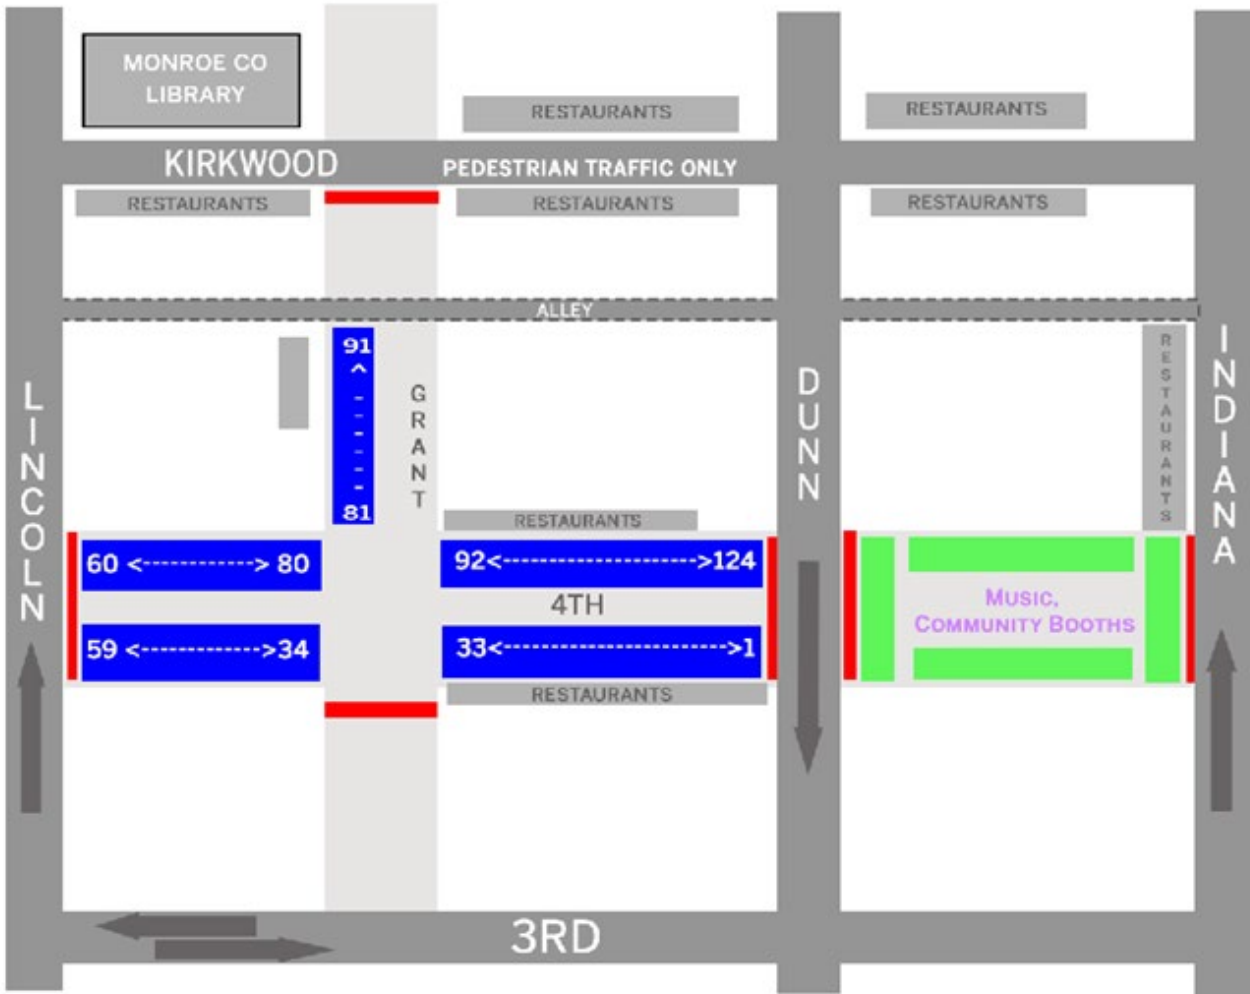 MONROE CO
LIBRARY
RESTAURANTS
RESTAURANTS
KIRKWOOD
PEDESTRIAN TRAFFIC ONLY
RESTAURANTS
RESTAURANTS
RESTAURANTS
ALLEY
LINCOLN
91
^
-
-
-
-
-
-
81
GRANT
DUNN
RESTAURANTS
INDIANA
RESTAURANTS
60 <------------> 80
92<--------------------->124
4TH
MUSIC,
COMMUNITY BOOTHS
59 <------------->34
33<-------------------------->1
RESTAURANTS
3RD